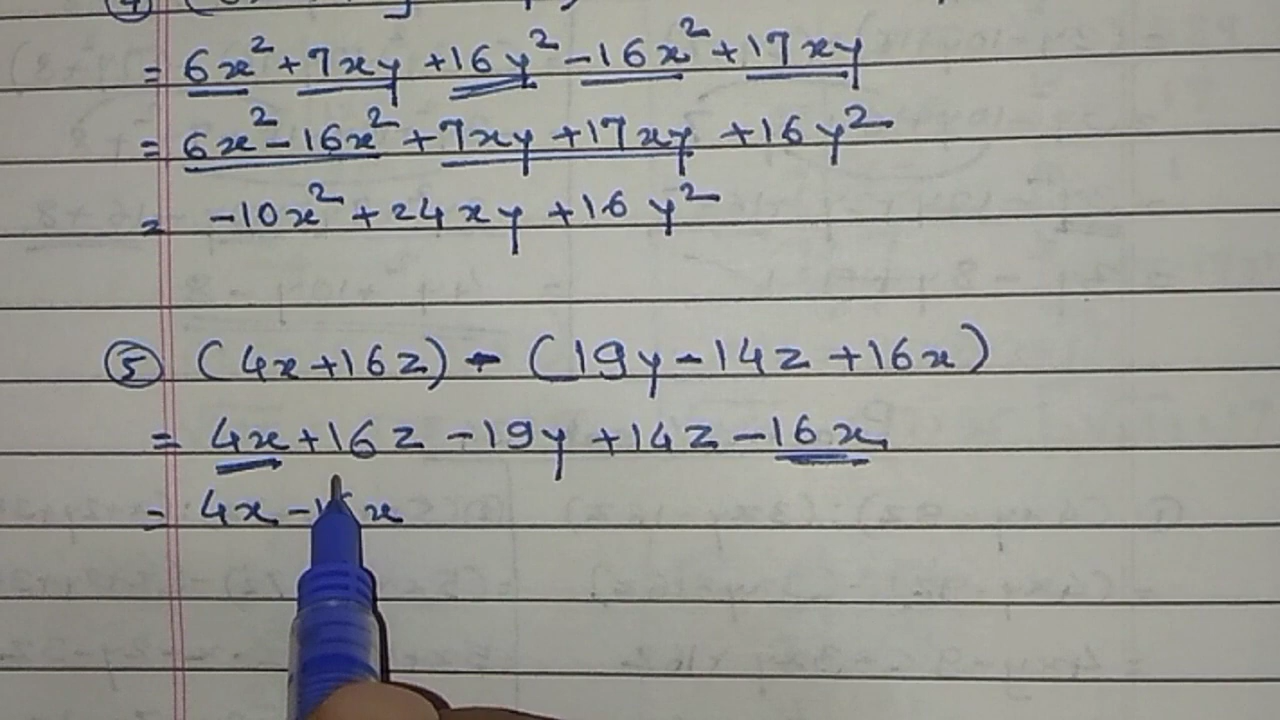 = 6x² + 7xy + 16y² - 16x² + 17xy
= 6x² - 16x² + 7xy + 17xy + 16y²
= -10x² + 24xy + 16y²
⑤ (4x + 16z) - (19y - 14z + 16x)
= 4x + 16z - 19y + 14z - 16x
= 4x - 16x